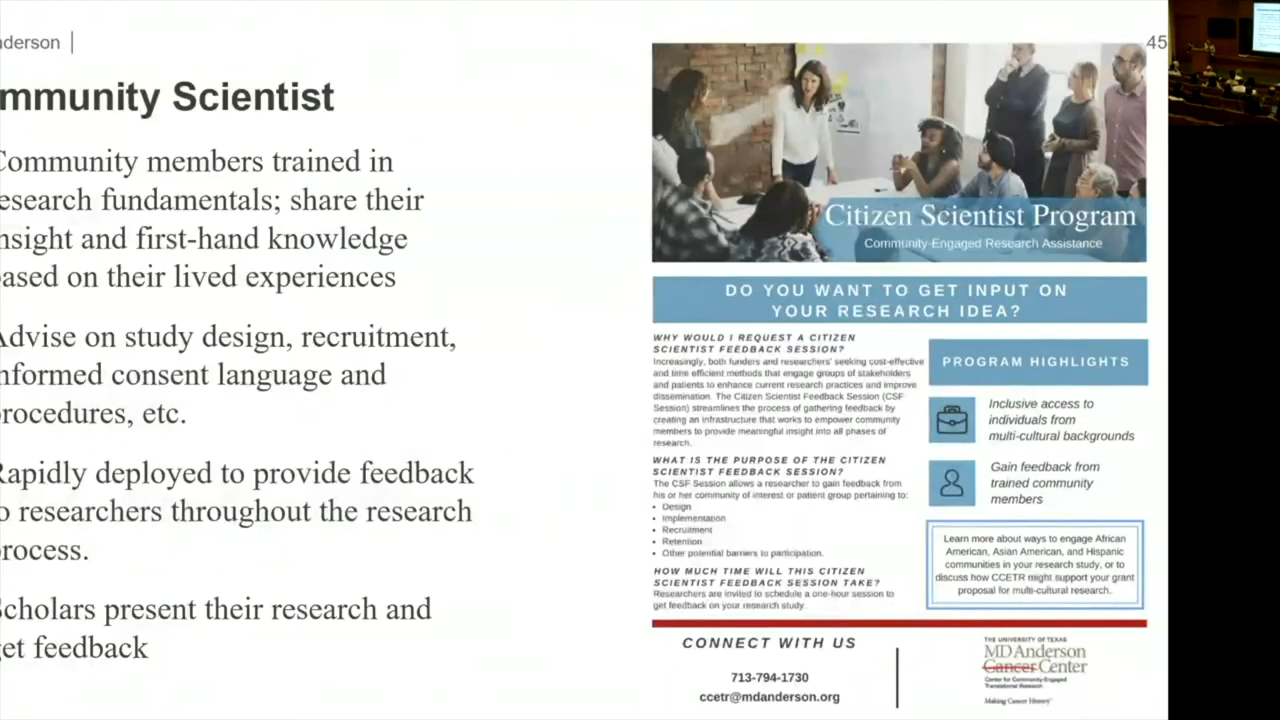 nderson |
45
mmunity Scientist
Community members trained in
esearch fundamentals; share their
nsight and first-hand knowledge
ased on their lived experiences
Advise on study design, recruitment,
nformed consent language and
rocedures, etc.
Rapidly deployed to provide feedback
o researchers throughout the research
rocess.
Scholars present their research and
et feedback
Citizen Scientist Program
Community-Engaged Research Assistance
DO YOU WANT TO GET INPUT ON
YOUR RESEARCH IDEA?
WHY WOULD I REQUEST A CITIZEN
SCIENTIST FEEDBACK SESSION?
Increasingly, both funders and researchers' seeking cost-effective
and time efficient methods that engage groups of stakeholders
and patients to enhance current research practices and improve
dissemination. The Citizen Scientist Feedback Session (CSF
Session) streamlines the process of gathering feedback by
creating an infrastructure that works to empower community
members to provide meaningful insight into all phases of
research.
WHAT IS THE PURPOSE OF THE CITIZEN
SCIENTIST FEEDBACK SESSION?
The CSF Session allows a researcher to gain feedback from
his or her community of interest or patient group pertaining to:
• Design
• Implementation
• Recruitment
• Retention
• Other potential barriers to participation.
HOW MUCH TIME WILL THIS CITIZEN
SCIENTIST FEEDBACK SESSION TAKE?
Researchers are invited to schedule a one-hour session to
get feedback on your research study.
PROGRAM HIGHLIGHTS
Inclusive access to
individuals from
multi-cultural backgrounds
Gain feedback from
trained community
members
Learn more about ways to engage African
American, Asian American, and Hispanic
communities in your research study, or to
discuss how CCETR might support your grant
proposal for multi-cultural research.
CONNECT WITH US
713-794-1730
ccetr@mdanderson.org
THE UNIVERSITY OF TEXAS
MD Anderson
Cancer Center
Center for Community-Engaged
Translational Research
Making Cancer History®